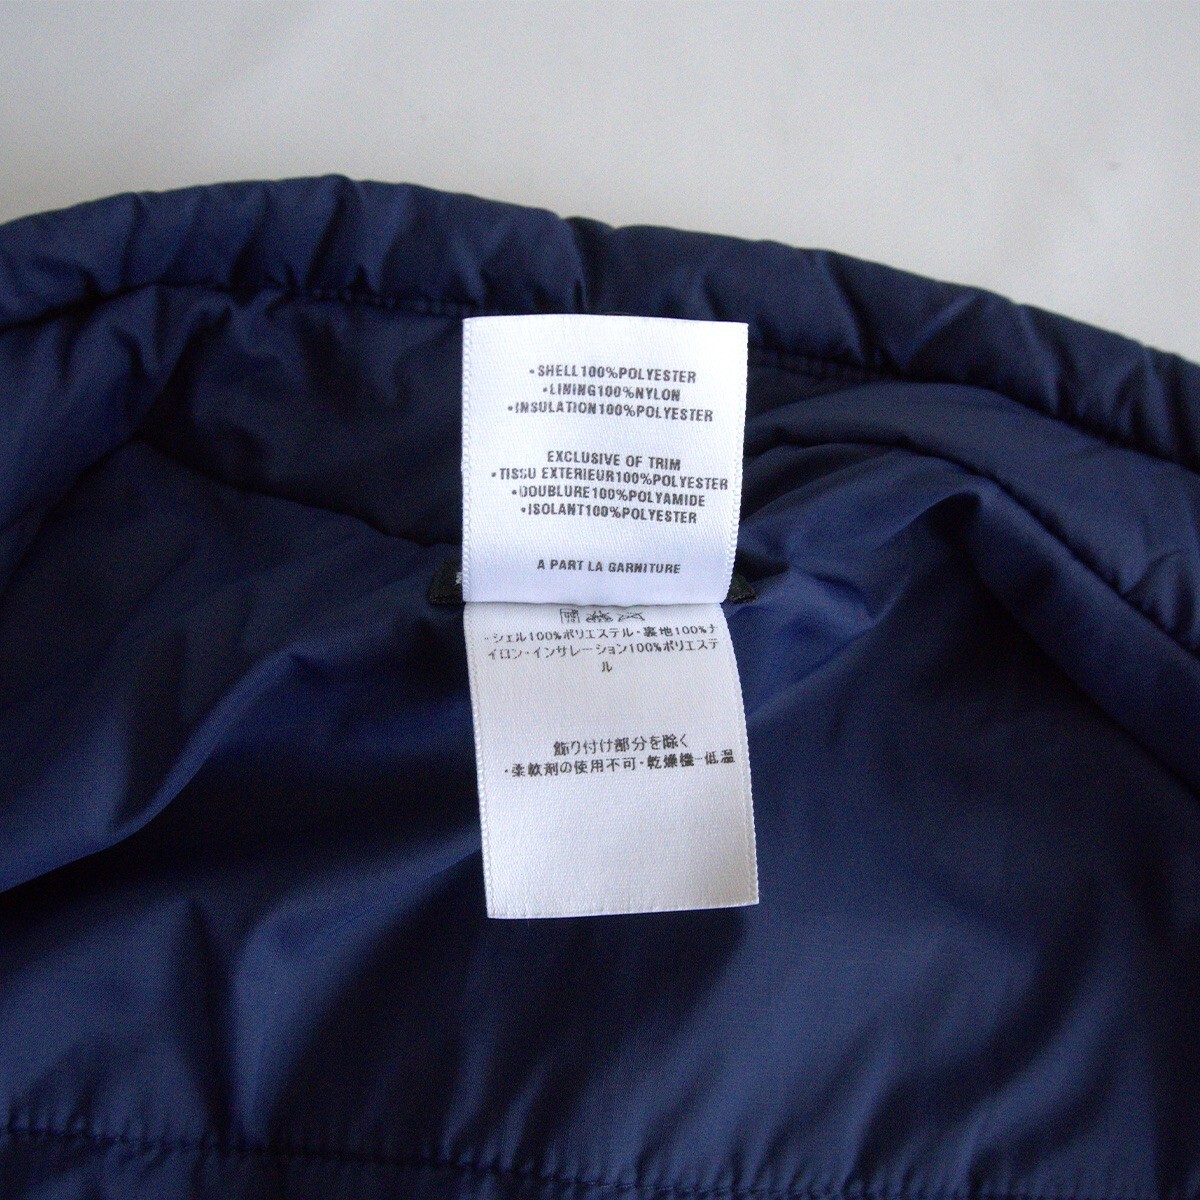 •SHELL100%POLYESTER
•LINING100%NYLON
•INSULATION100%POLYESTER
EXCLUSIVE OF TRIM
•TISSU EXTERIEUR100%POLYESTER
•DOUBLURE100%POLYAMIDE
•ISOLANT100%POLYESTER
A PART LA GARNITURE
・シェル100%ポリエステル・裏地100%ナ
イロン・インサレーション100%ポリエステ
ル
飾り付け部分を除く
・柔軟剤の使用不可・乾燥機-低温